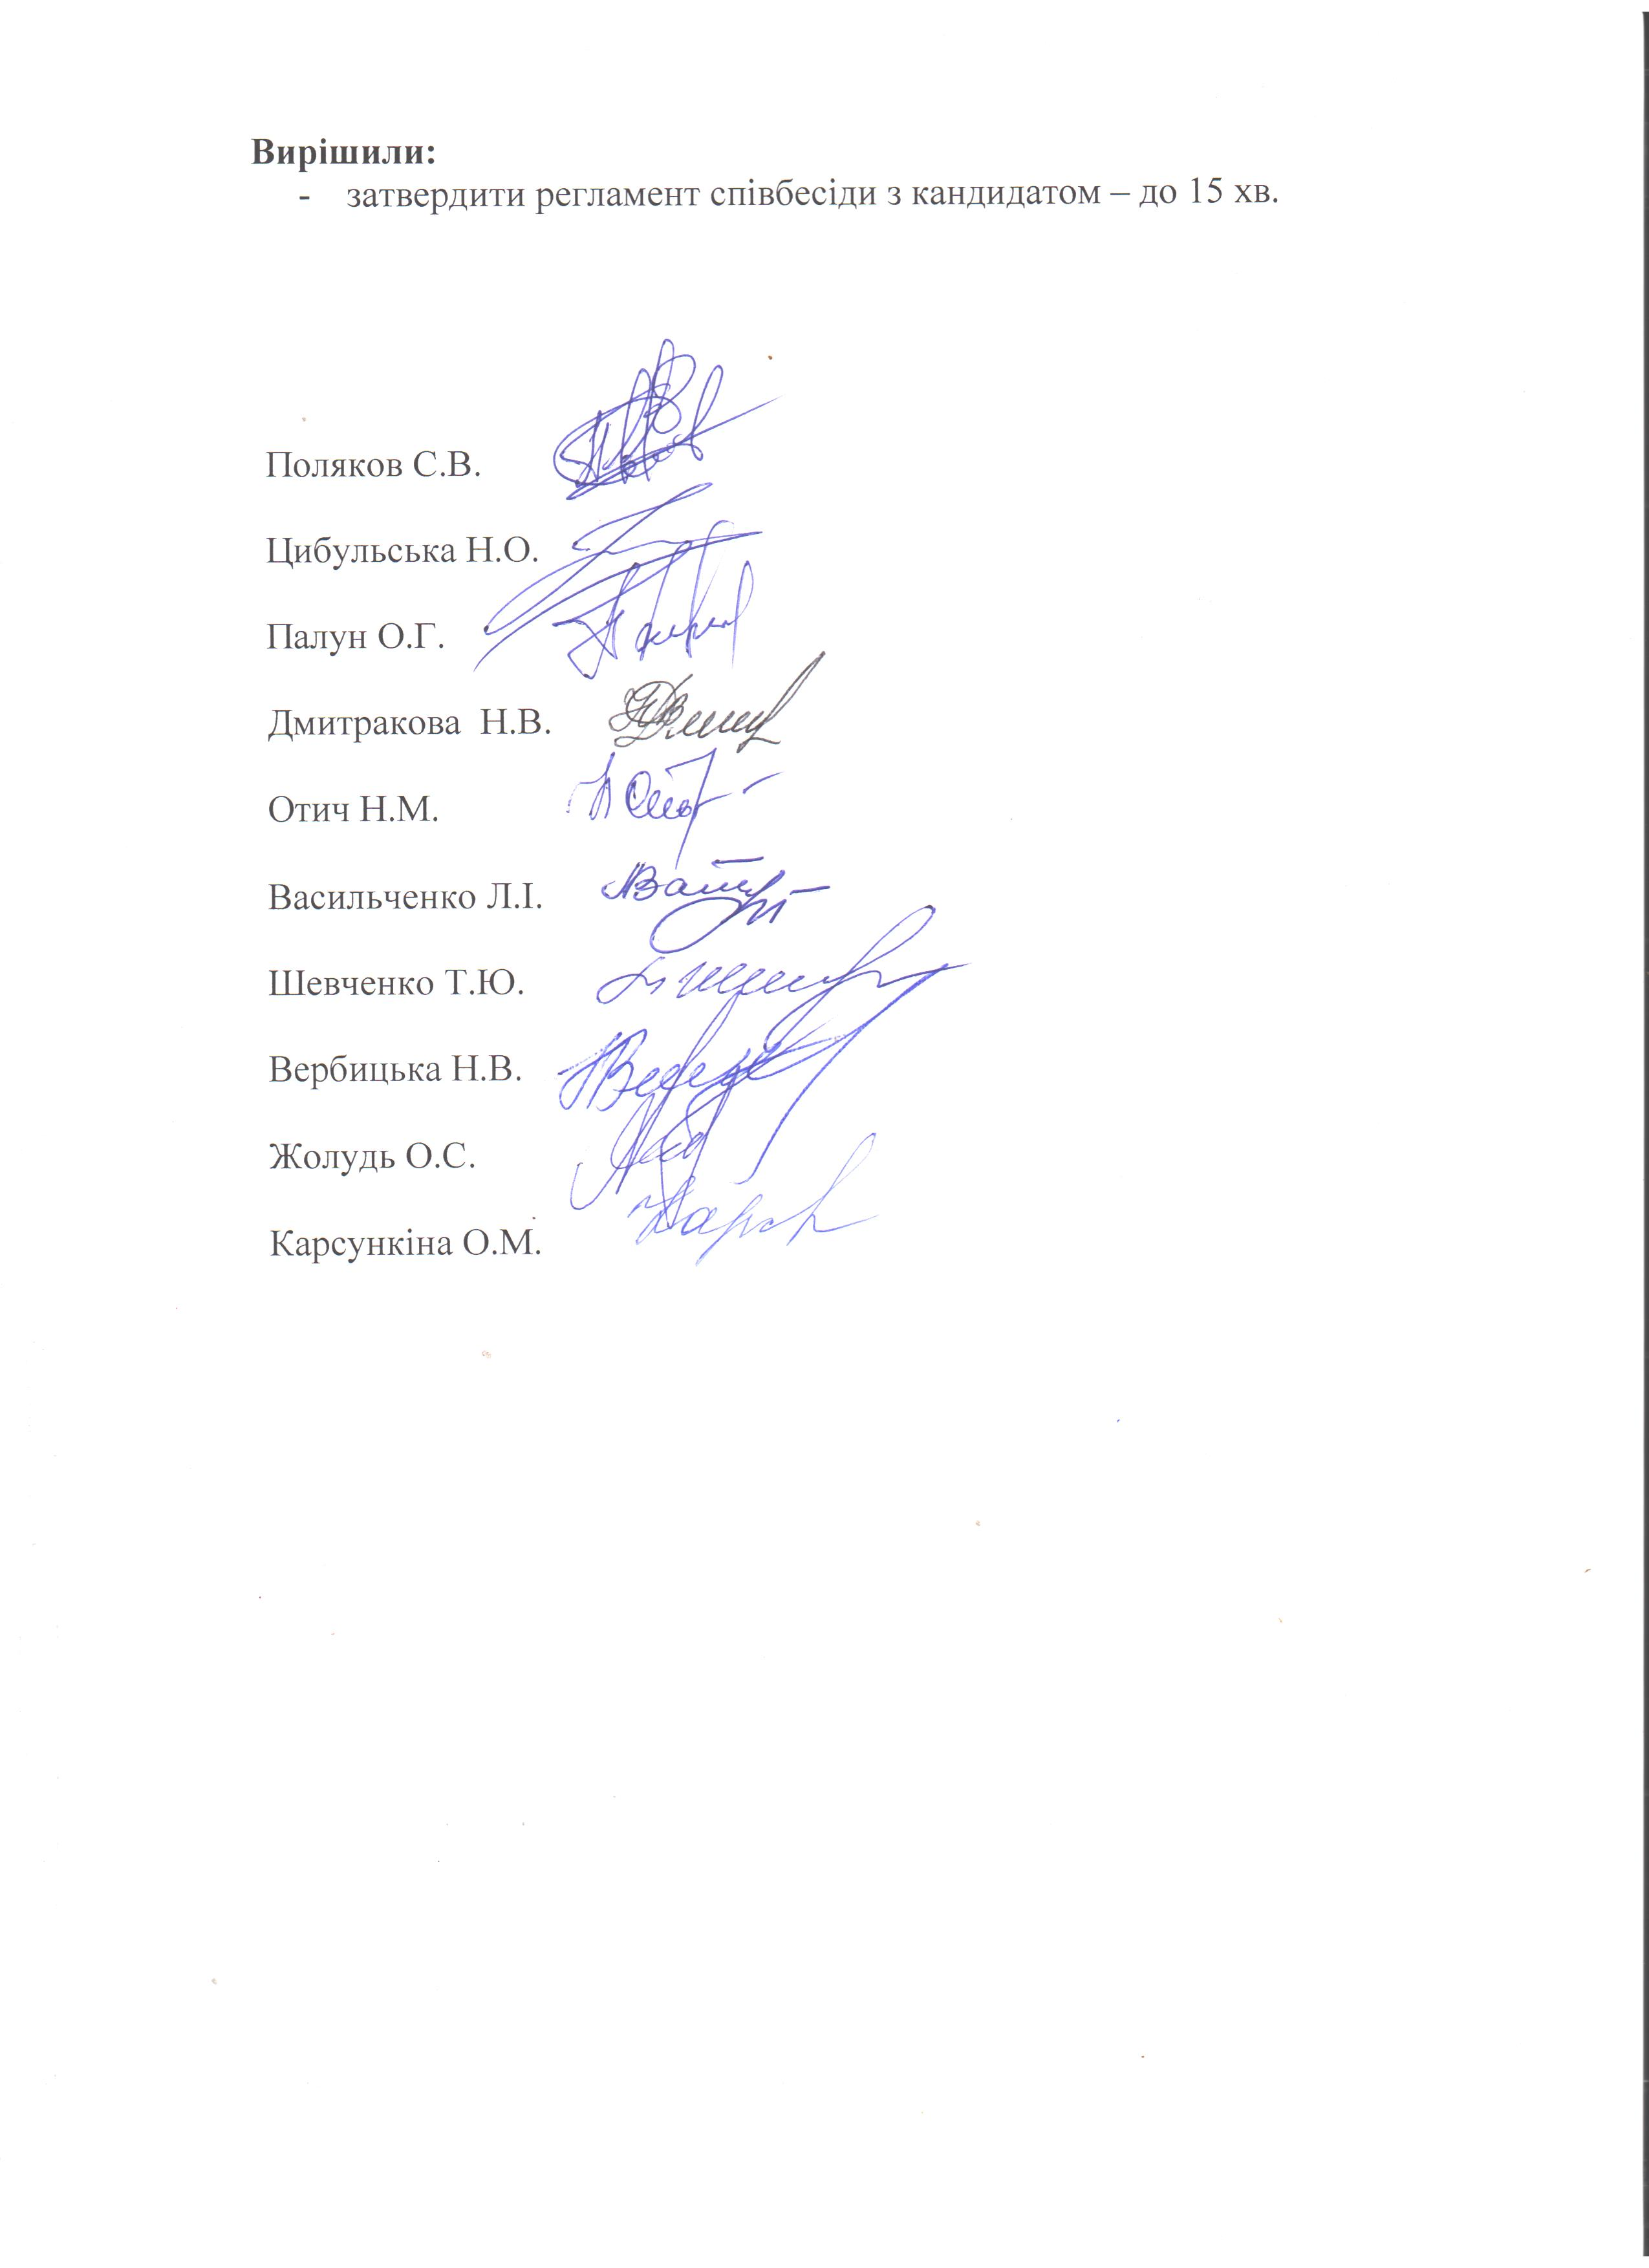 Вирішили:
- затвердити регламент співбесіди з кандидатом – до 15 хв.
Поляков С.В.
Цибульська Н.О.
Палун О.Г.
Дмитракова Н.В.
Отич Н.М.
Васильченко Л.І.
Шевченко Т.Ю.
Вербицька Н.В.
Жолудь О.С.
Карсункіна О.М.